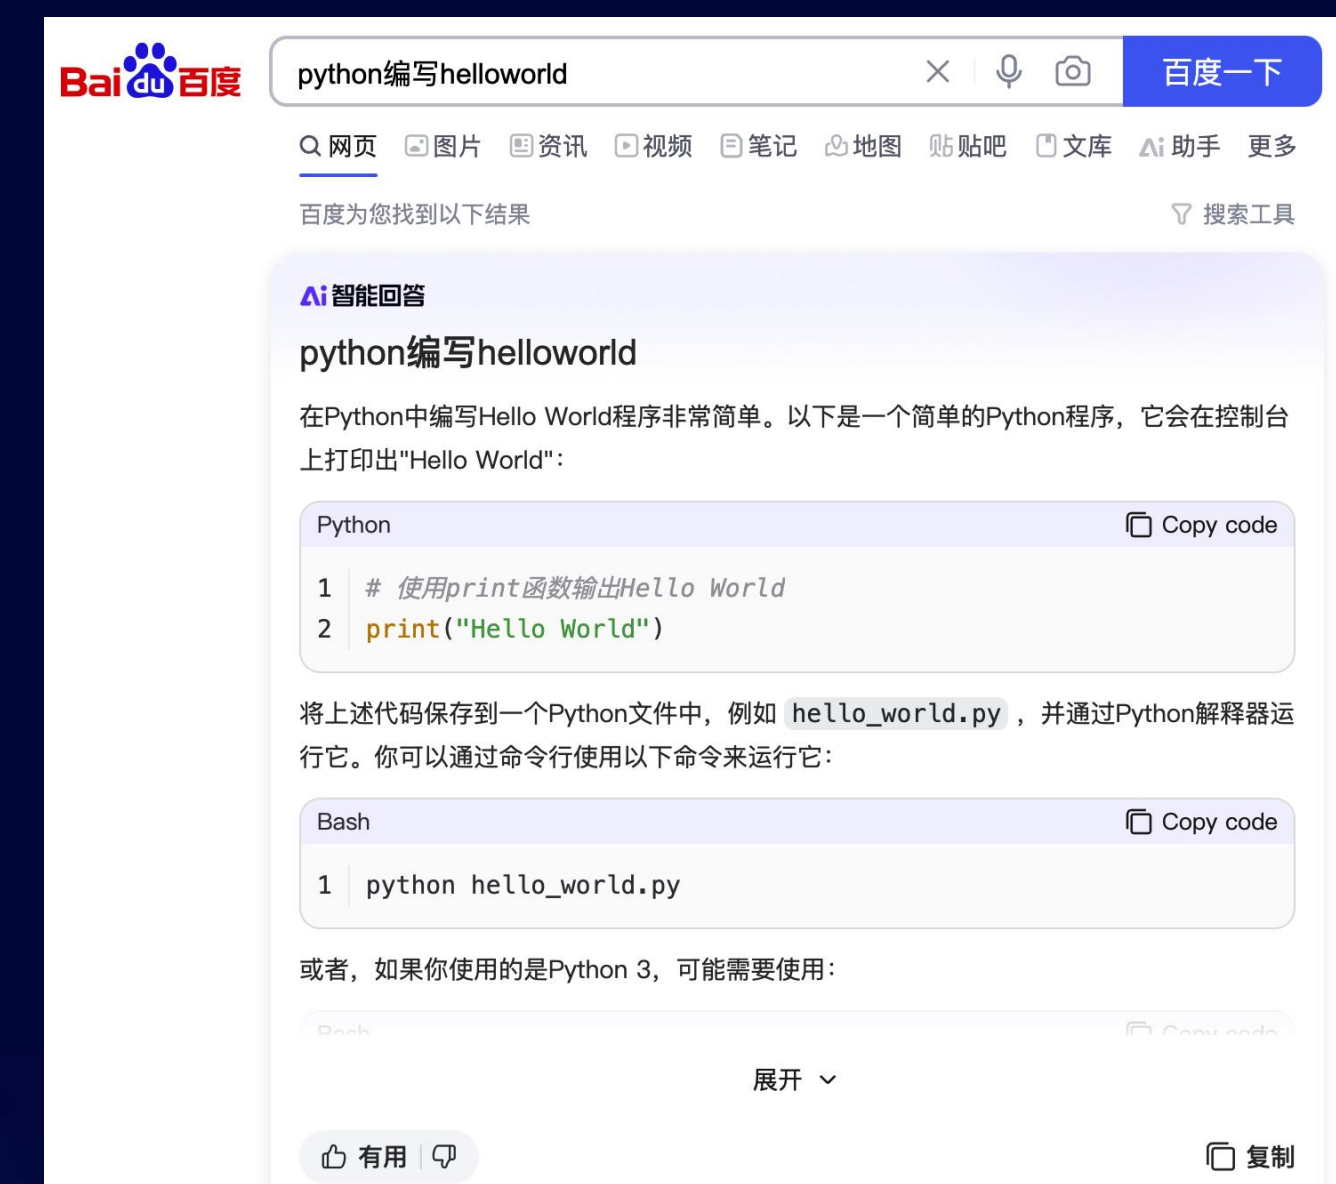 Bai du 百度
python编写helloworld
百度一下
网页 图片 资讯 视频 笔记 地图 贴 贴吧 文库 Ai 助手 更多
百度为您找到以下结果
搜索工具
Ai 智能回答
python编写helloworld
在Python中编写Hello World程序非常简单。以下是一个简单的Python程序，它会在控制台
上打印出"Hello World"：
Python
Copy code
1 # 使用print函数输出Hello World
2 print("Hello World")
将上述代码保存到一个Python文件中，例如 hello_world.py ，并通过Python解释器运
行它。你可以通过命令行使用以下命令来运行它：
Bash
Copy code
1 python hello_world.py
或者，如果你使用的是Python 3，可能需要使用：
Bash
Copy code
展开
有用
复制